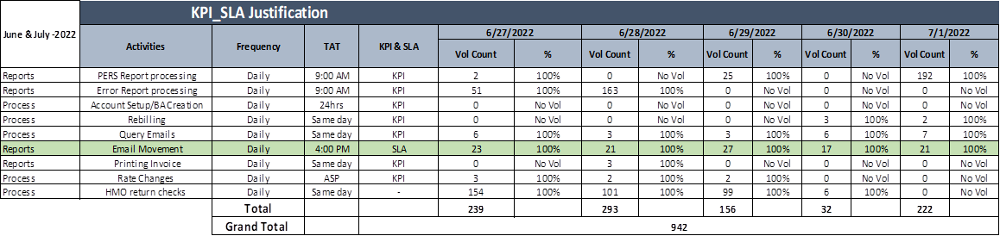 KPI_SLA Justification
June & July -2022 Activities Frequency TAT KPI & SLA 6/27/2022 6/28/2022 6/29/2022 6/30/2022 7/1/2022
Vol Count % Vol Count % Vol Count % Vol Count % Vol Count %
Reports PERS Report processing Daily 9:00 AM KPI 2 100% 0 No Vol 25 100% 0 No Vol 192 100%
Reports Error Report processing Daily 9:00 AM KPI 51 100% 163 100% 0 No Vol 0 No Vol 0 No Vol
Process Account Setup/BA Creation Daily 24hrs KPI 0 No Vol 0 No Vol 0 No Vol 0 No Vol 0 No Vol
Process Rebilling Daily Same day KPI 0 No Vol 0 No Vol 0 No Vol 3 100% 2 100%
Process Query Emails Daily Same day KPI 6 100% 3 100% 3 100% 6 100% 7 100%
Reports Email Movement Daily 4:00 PM SLA 23 100% 21 100% 27 100% 17 100% 21 100%
Reports Printing Invoice Daily Same day KPI 0 No Vol 3 100% 0 No Vol 0 No Vol 0 No Vol
Process Rate Changes Daily ASP KPI 3 100% 2 100% 2 100% 0 No Vol 0 No Vol
Process HMO return checks Daily Same day - 154 100% 101 100% 99 100% 6 100% 0 No Vol
Total 239 293 156 32 222
Grand Total 942